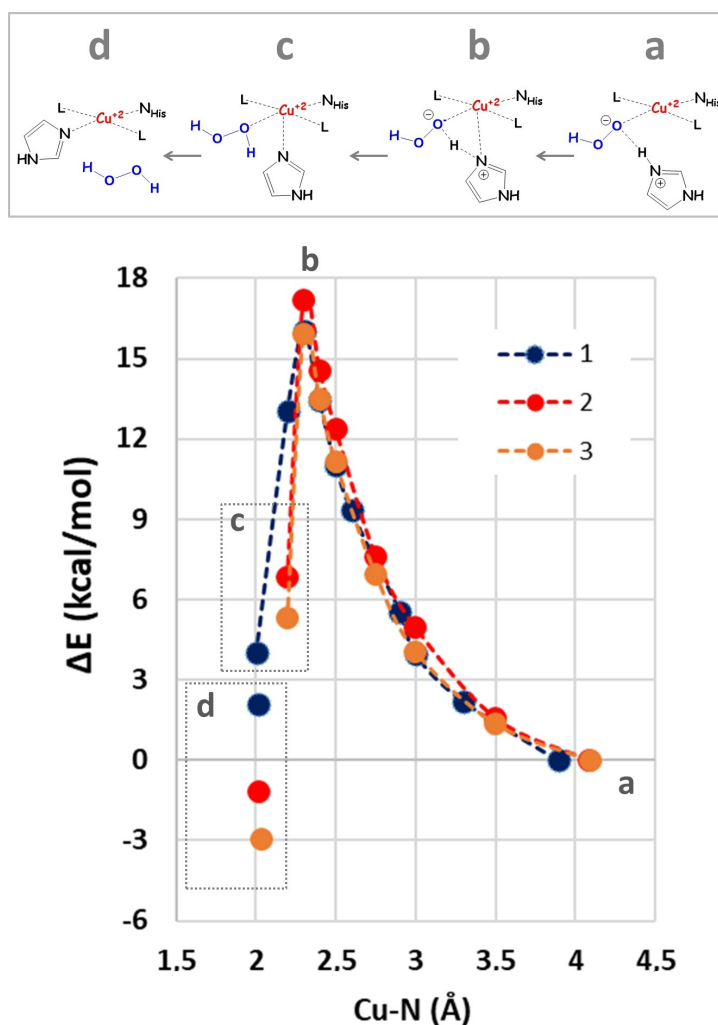 d c b a
L Cu+2 NHis N L HN H O O H
L Cu+2 NHis O O H H L N NH
L Cu+2 NHis ⊖ O O H H L N ⊕ NH
L Cu+2 NHis ⊖ O O H L H N ⊕ NH
b
18
15
12
9
6
3
0
-3
-6
1
2
3
c
d
a
1,5 2 2,5 3 3,5 4 4,5
ΔE (kcal/mol)
Cu-N (Å)